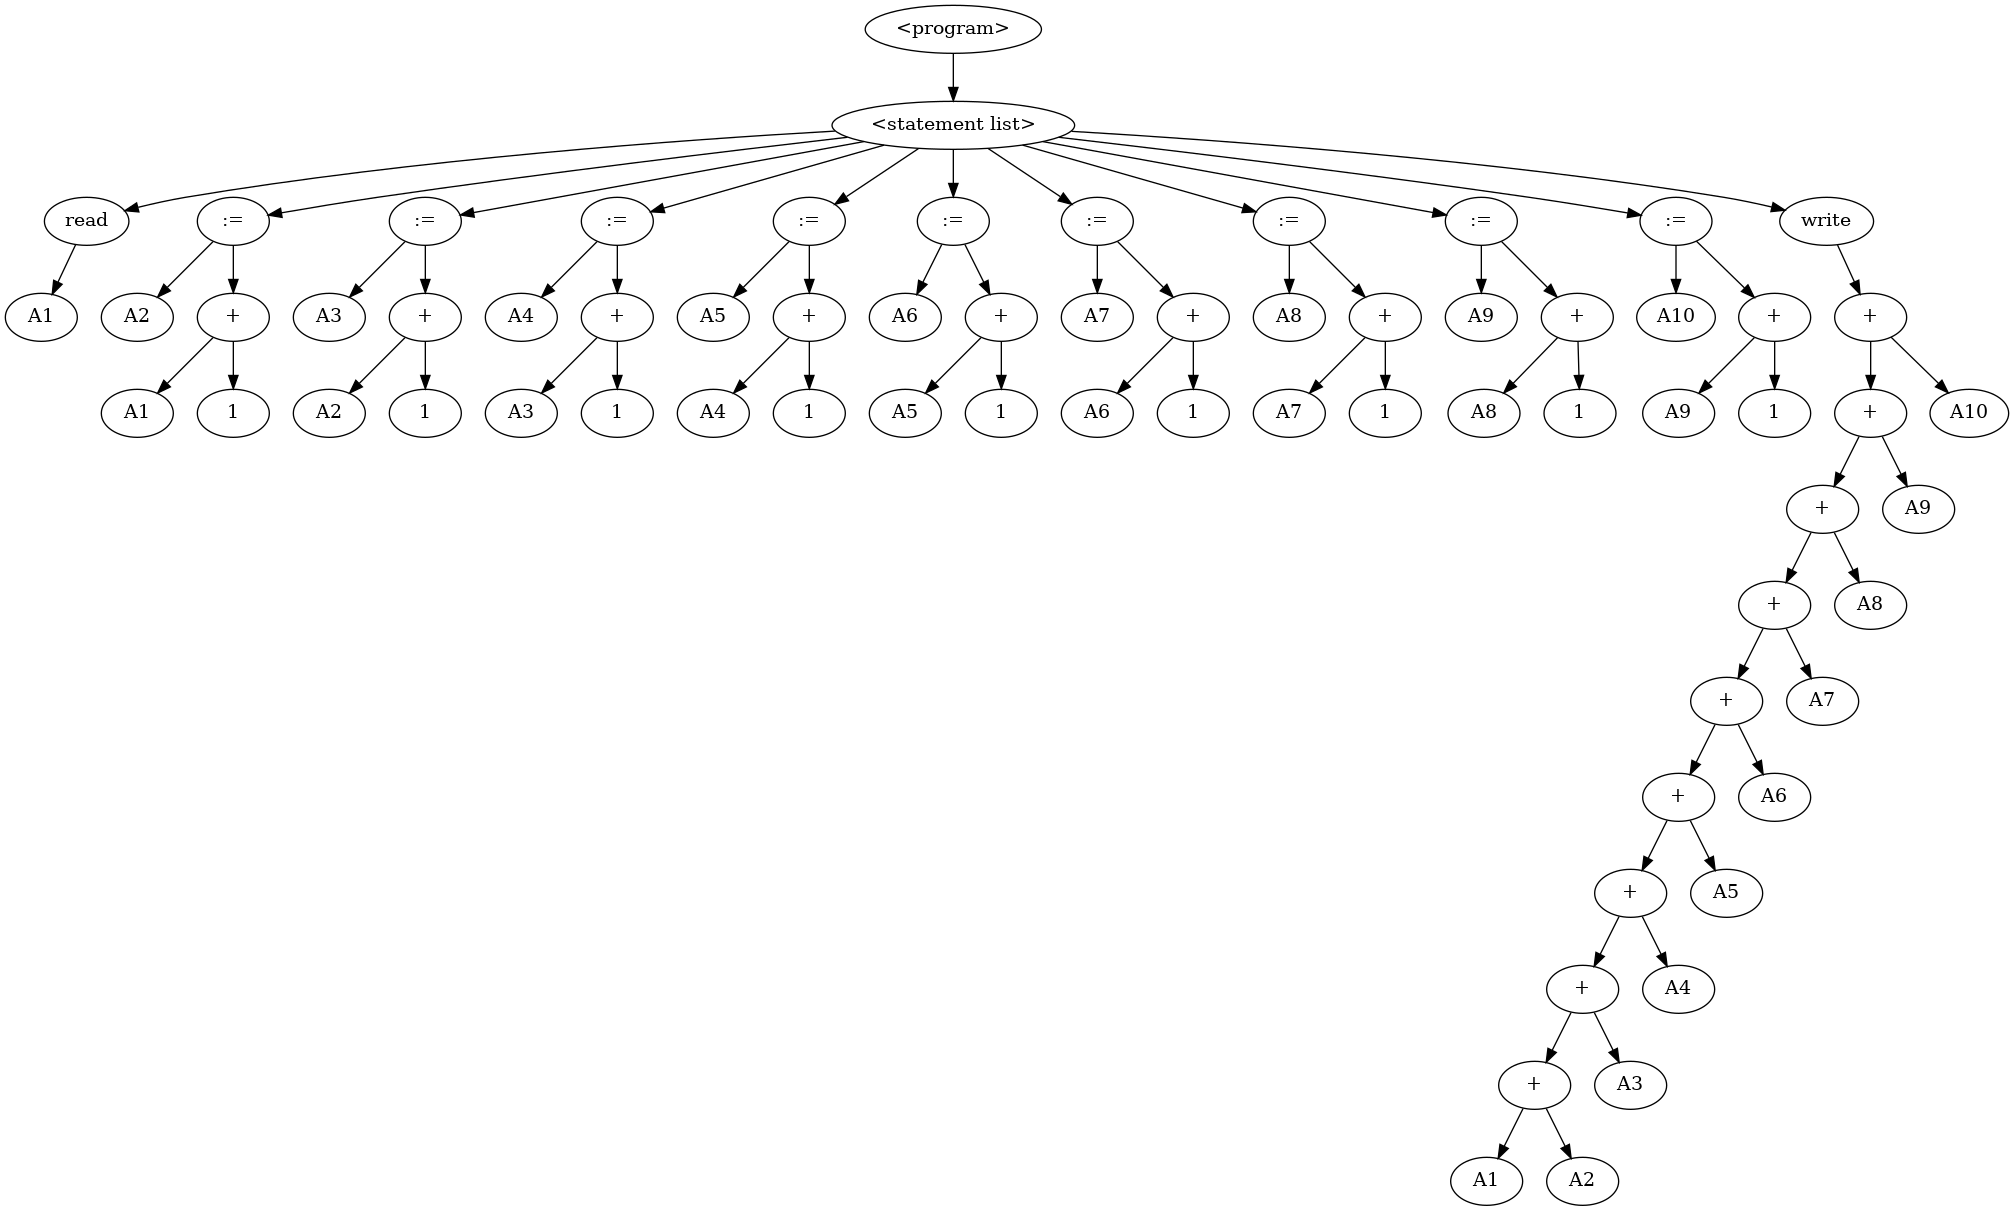 <program>
<statement list>
read := := := := := := := := := write
A1 A2 + A3 + A4 + A5 + A6 + A7 + A8 + A9 + A10 + +
A1 1 A2 1 A3 1 A4 1 A5 1 A6 1 A7 1 A8 1 A9 1 + A10
+ A9
+ A8
+ A7
+ A6
+ A5
+ A4
+ A3
A1 A2